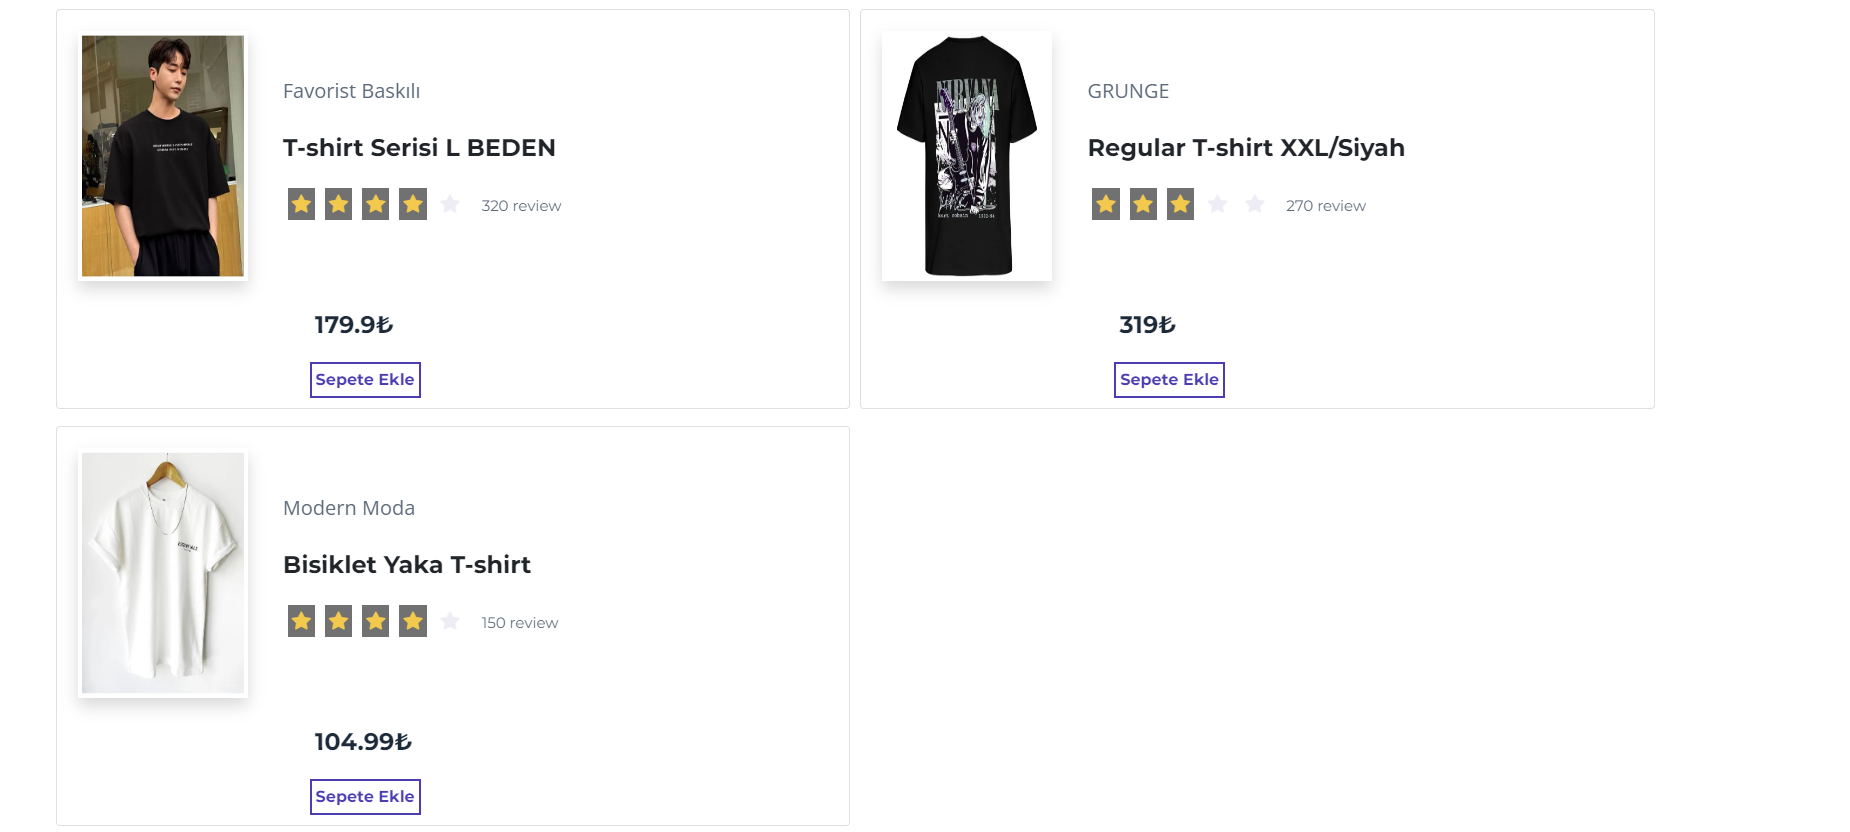 Favorist Baskılı
T-shirt Serisi L BEDEN
320 review
179.9₺
Sepete Ekle
NIRVANA
GRUNGE
Regular T-shirt XXL/Siyah
270 review
319₺
Sepete Ekle
Modern Moda
Bisiklet Yaka T-shirt
150 review
104.99₺
Sepete Ekle